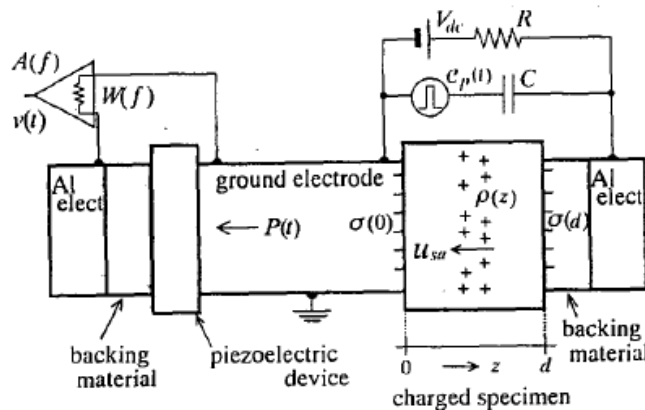 V_dc R
A(f)
e_p(t) C
W(f)
v(t)
Al
elect
ground electrode
ρ(z)
Al
elect
P(t)
σ(0)
σ(d)
u_sa
+ +
+
+ +
+ +
+ +
+ +
+ +
backing
material
piezoelectric
device
0 z d
charged specimen
backing
material